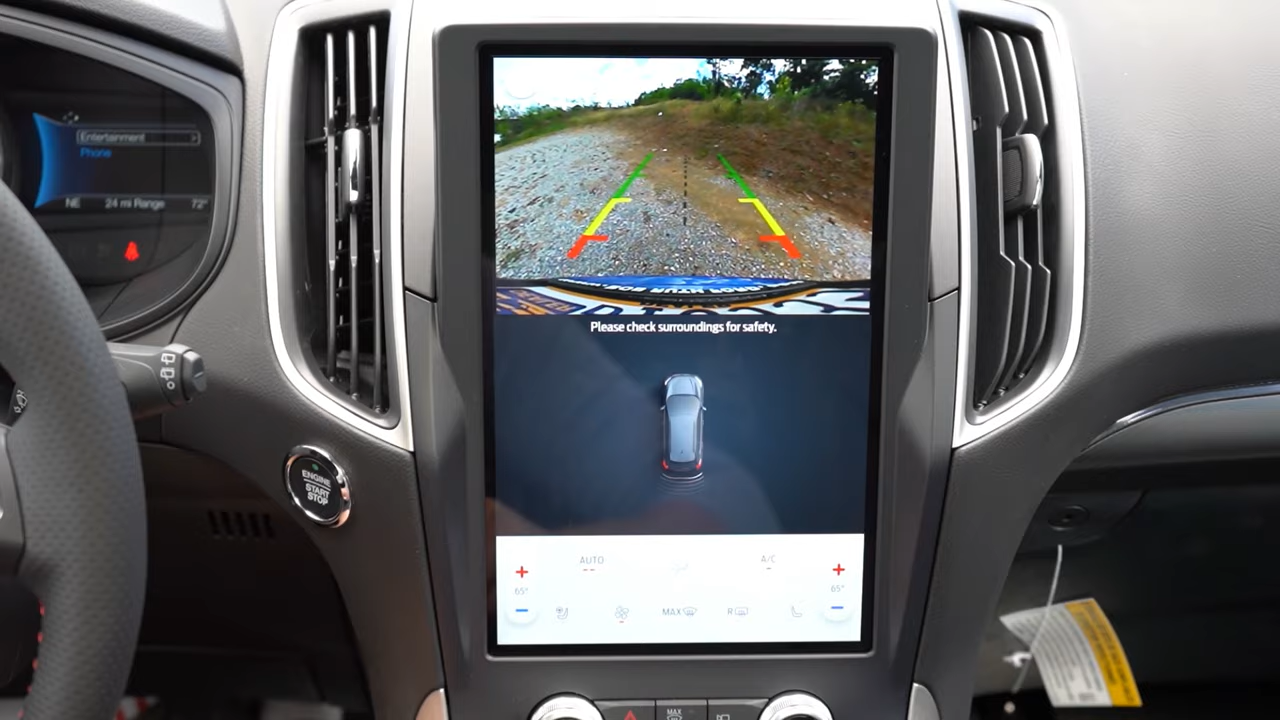 Entertainment >
Phone
NE 24 mi Range 72°
ENGINE
START
STOP
Please check surroundings for safety.
AUTO
A/C
65°
65°
MAX
R
MAX